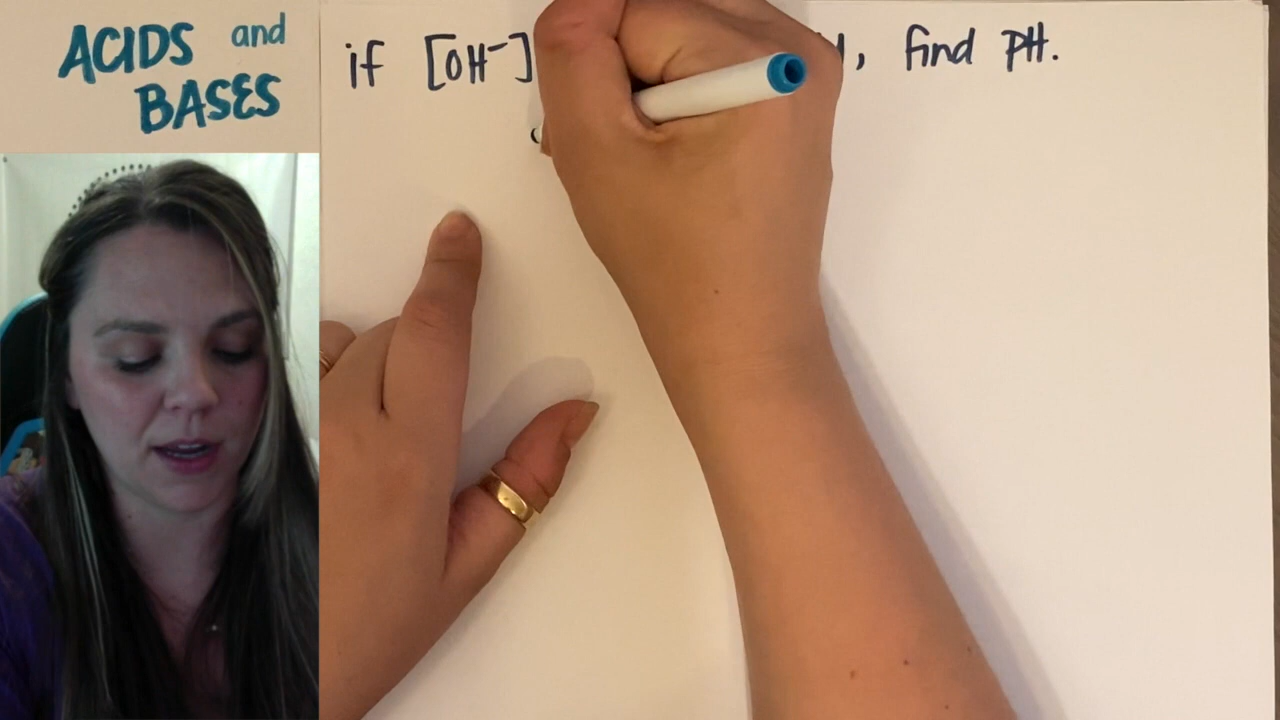 ACIDS and
BASES
if [OH⁻] , find pH.